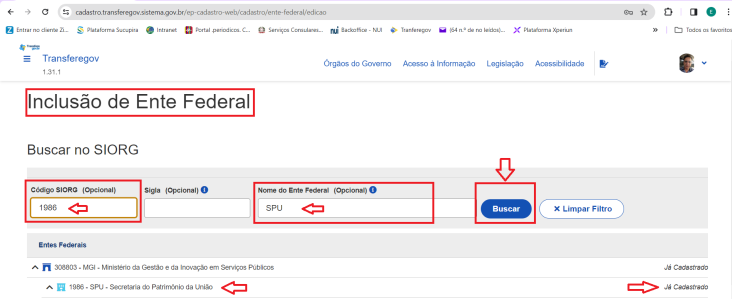 cadastro.transferegov.sistema.gov.br/ep-cadastro-web/cadastro/ente-federal/edicao
Entrar no cliente Zi... Plataforma Sucupira Intranet Portal .periodicos. C... Serviços Consulares... nuj Backoffice - NUI Tranferegov (64 n.º de no leídos)... Plataforma Xperiun » Todos os favoritos
Transferegov
1.31.1
Órgãos do Governo Acesso à Informação Legislação Acessibilidade
Inclusão de Ente Federal
Buscar no SIORG
Código SIORG (Opcional) Sigla (Opcional) Nome do Ente Federal (Opcional)
1986 SPU Buscar × Limpar Filtro
Entes Federais
308803 - MGI - Ministério da Gestão e da Inovação em Serviços Públicos Já Cadastrado
1986 - SPU - Secretaria do Patrimônio da União Já Cadastrado